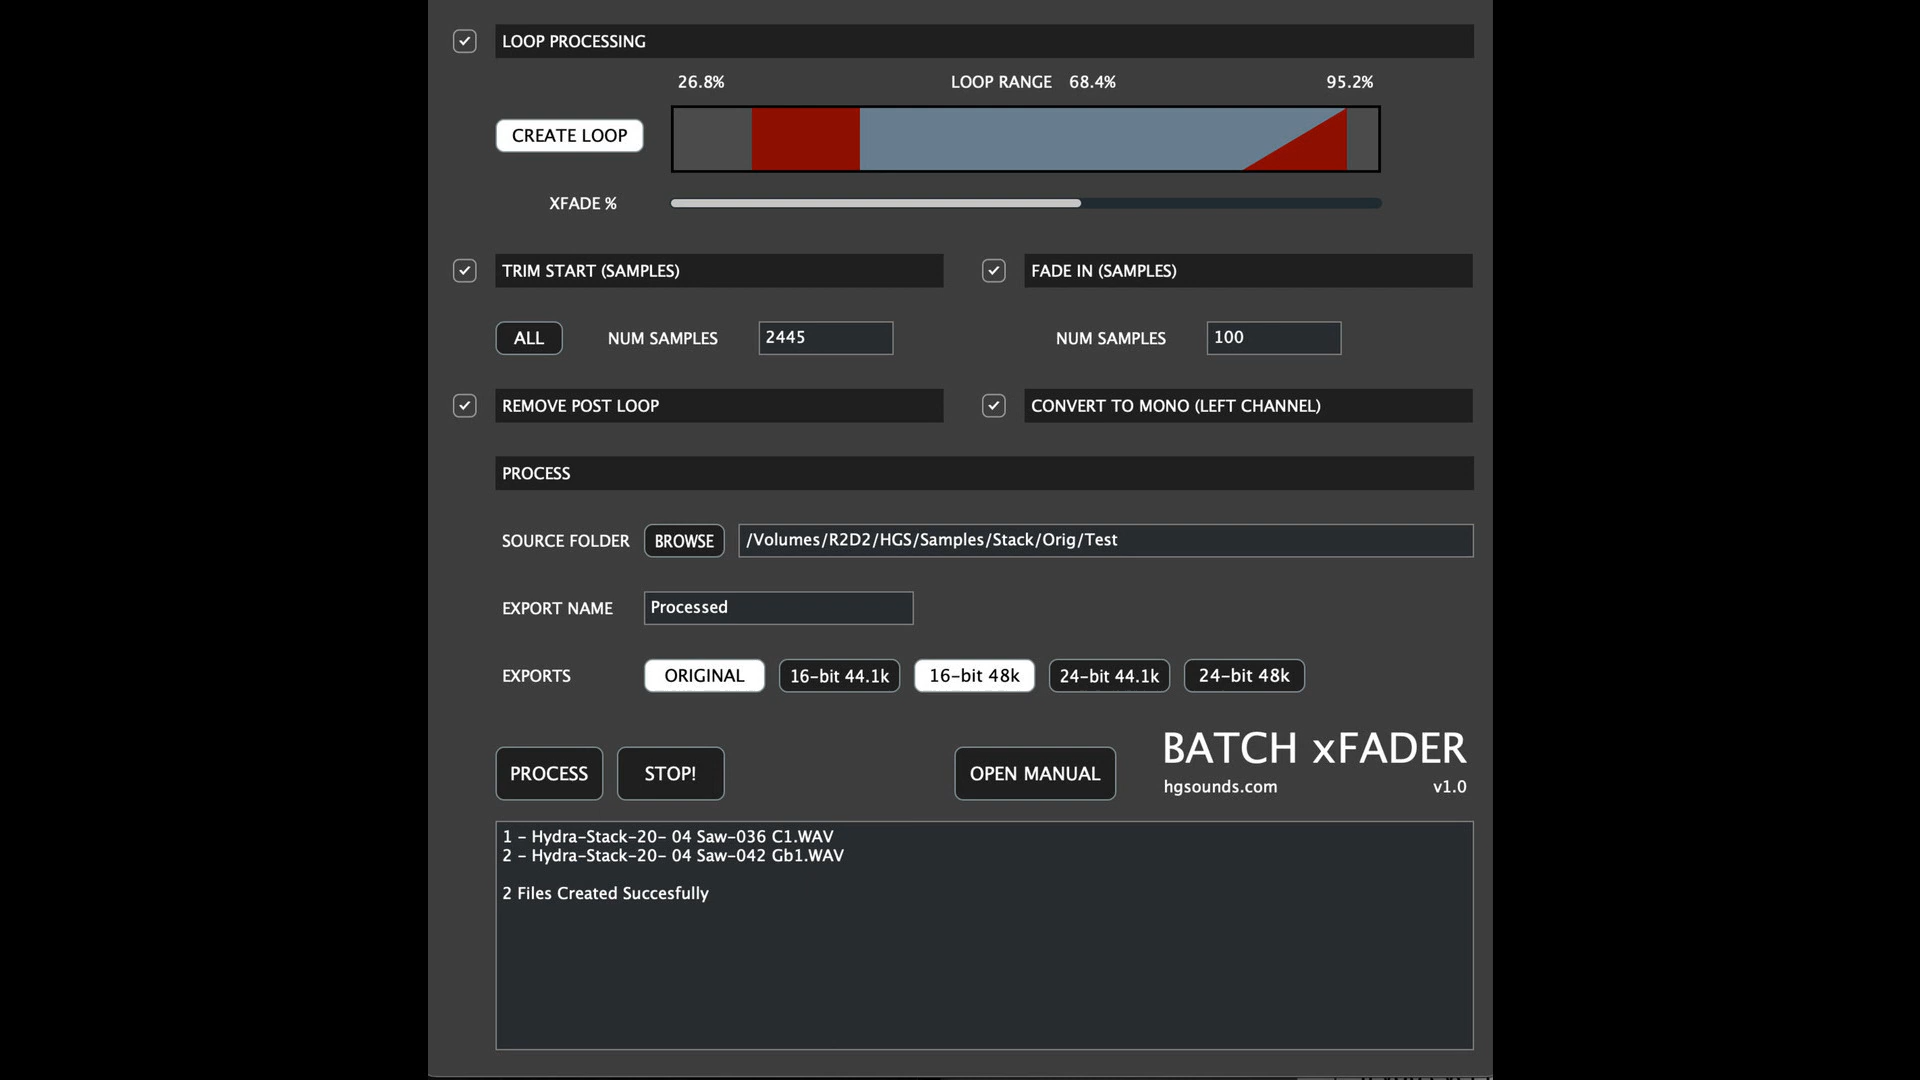 LOOP PROCESSING
26.8% LOOP RANGE 68.4% 95.2%
CREATE LOOP
XFADE %
TRIM START (SAMPLES) FADE IN (SAMPLES)
ALL NUM SAMPLES 2445 NUM SAMPLES 100
REMOVE POST LOOP CONVERT TO MONO (LEFT CHANNEL)
PROCESS
SOURCE FOLDER BROWSE /Volumes/R2D2/HGS/Samples/Stack/Orig/Test
EXPORT NAME Processed
EXPORTS ORIGINAL 16-bit 44.1k 16-bit 48k 24-bit 44.1k 24-bit 48k
PROCESS STOP! OPEN MANUAL BATCH xFADER
hgsounds.com v1.0
1 - Hydra-Stack-20- 04 Saw-036 C1.WAV
2 - Hydra-Stack-20- 04 Saw-042 Gb1.WAV
2 Files Created Succesfully